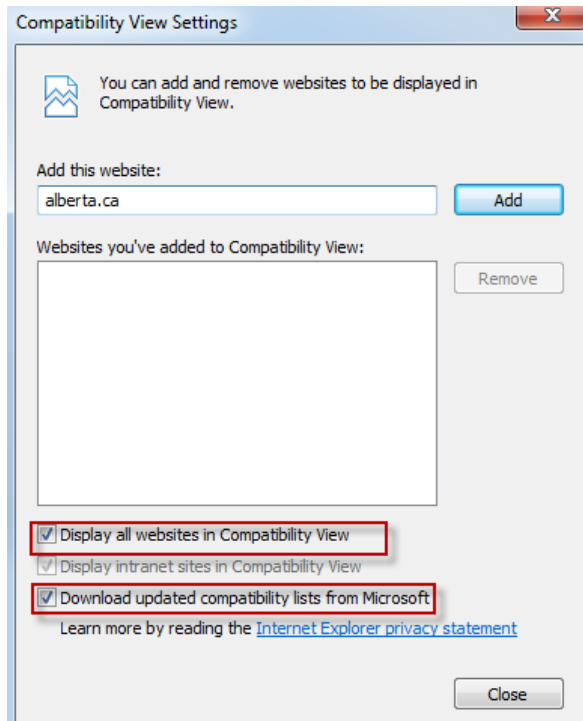 Compatibility View Settings
You can add and remove websites to be displayed in
Compatibility View.
Add this website:
alberta.ca
Add
Websites you've added to Compatibility View:
Remove
Display all websites in Compatibility View
Display intranet sites in Compatibility View
Download updated compatibility lists from Microsoft
Learn more by reading the Internet Explorer privacy statement
Close